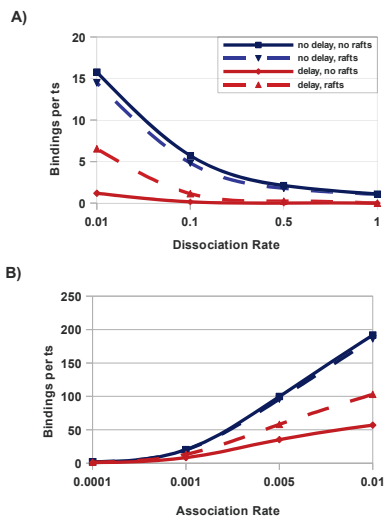 A)
20
15
10
5
0
Bindings per ts
no delay, no rafts
no delay, rafts
delay, no rafts
delay, rafts
0.01 0.1 0.5 1
Dissociation Rate
B)
250
200
150
100
50
0
Bindings per ts
0.0001 0.001 0.005 0.01
Association Rate